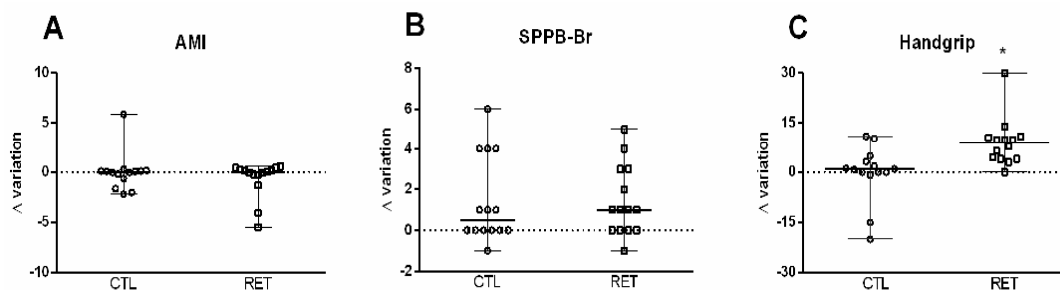 A
AMI
Δ variation
10
5
0
-5
-10
CTL
RET
B
SPPB-Br
Δ variation
8
6
4
2
0
-2
CTL
RET
C
Handgrip
*
Δ variation
30
15
0
-15
-30
CTL
RET